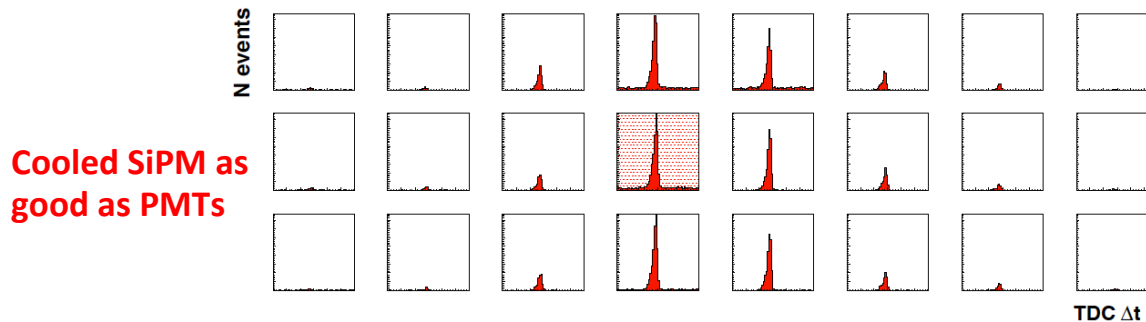 N events
Cooled SiPM as
good as PMTs
TDC Δt